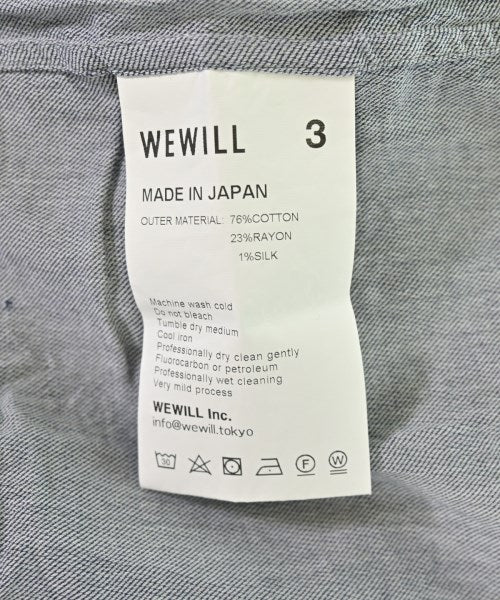 WEWILL 3
MADE IN JAPAN
OUTER MATERIAL: 76%COTTON
23%RAYON
1%SILK
Machine wash cold
Do not bleach
Tumble dry medium
Cool iron
Professionally dry clean gently
Fluorocarbon or petroleum
Professionally wet cleaning
Very mild process
WEWILL Inc.
info@wewill.tokyo
30 F W